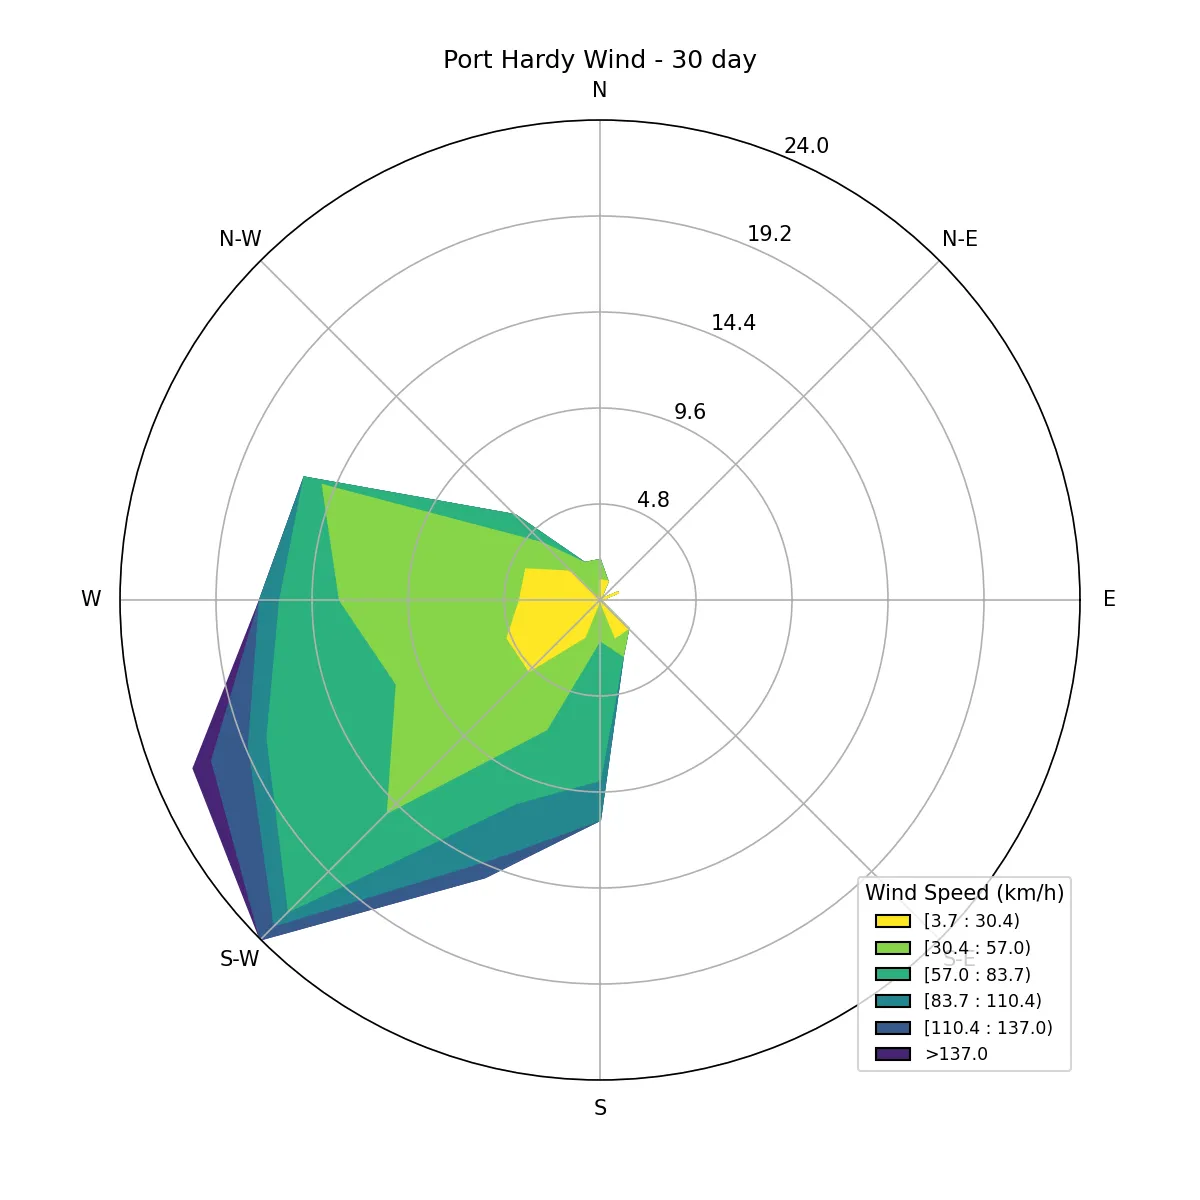 Port Hardy Wind - 30 day
N
24.0
19.2
N-W
N-E
14.4
9.6
4.8
W
E
S-W
S-E
S
Wind Speed (km/h)
[3.7 : 30.4)
[30.4 : 57.0)
[57.0 : 83.7)
[83.7 : 110.4)
[110.4 : 137.0)
>137.0